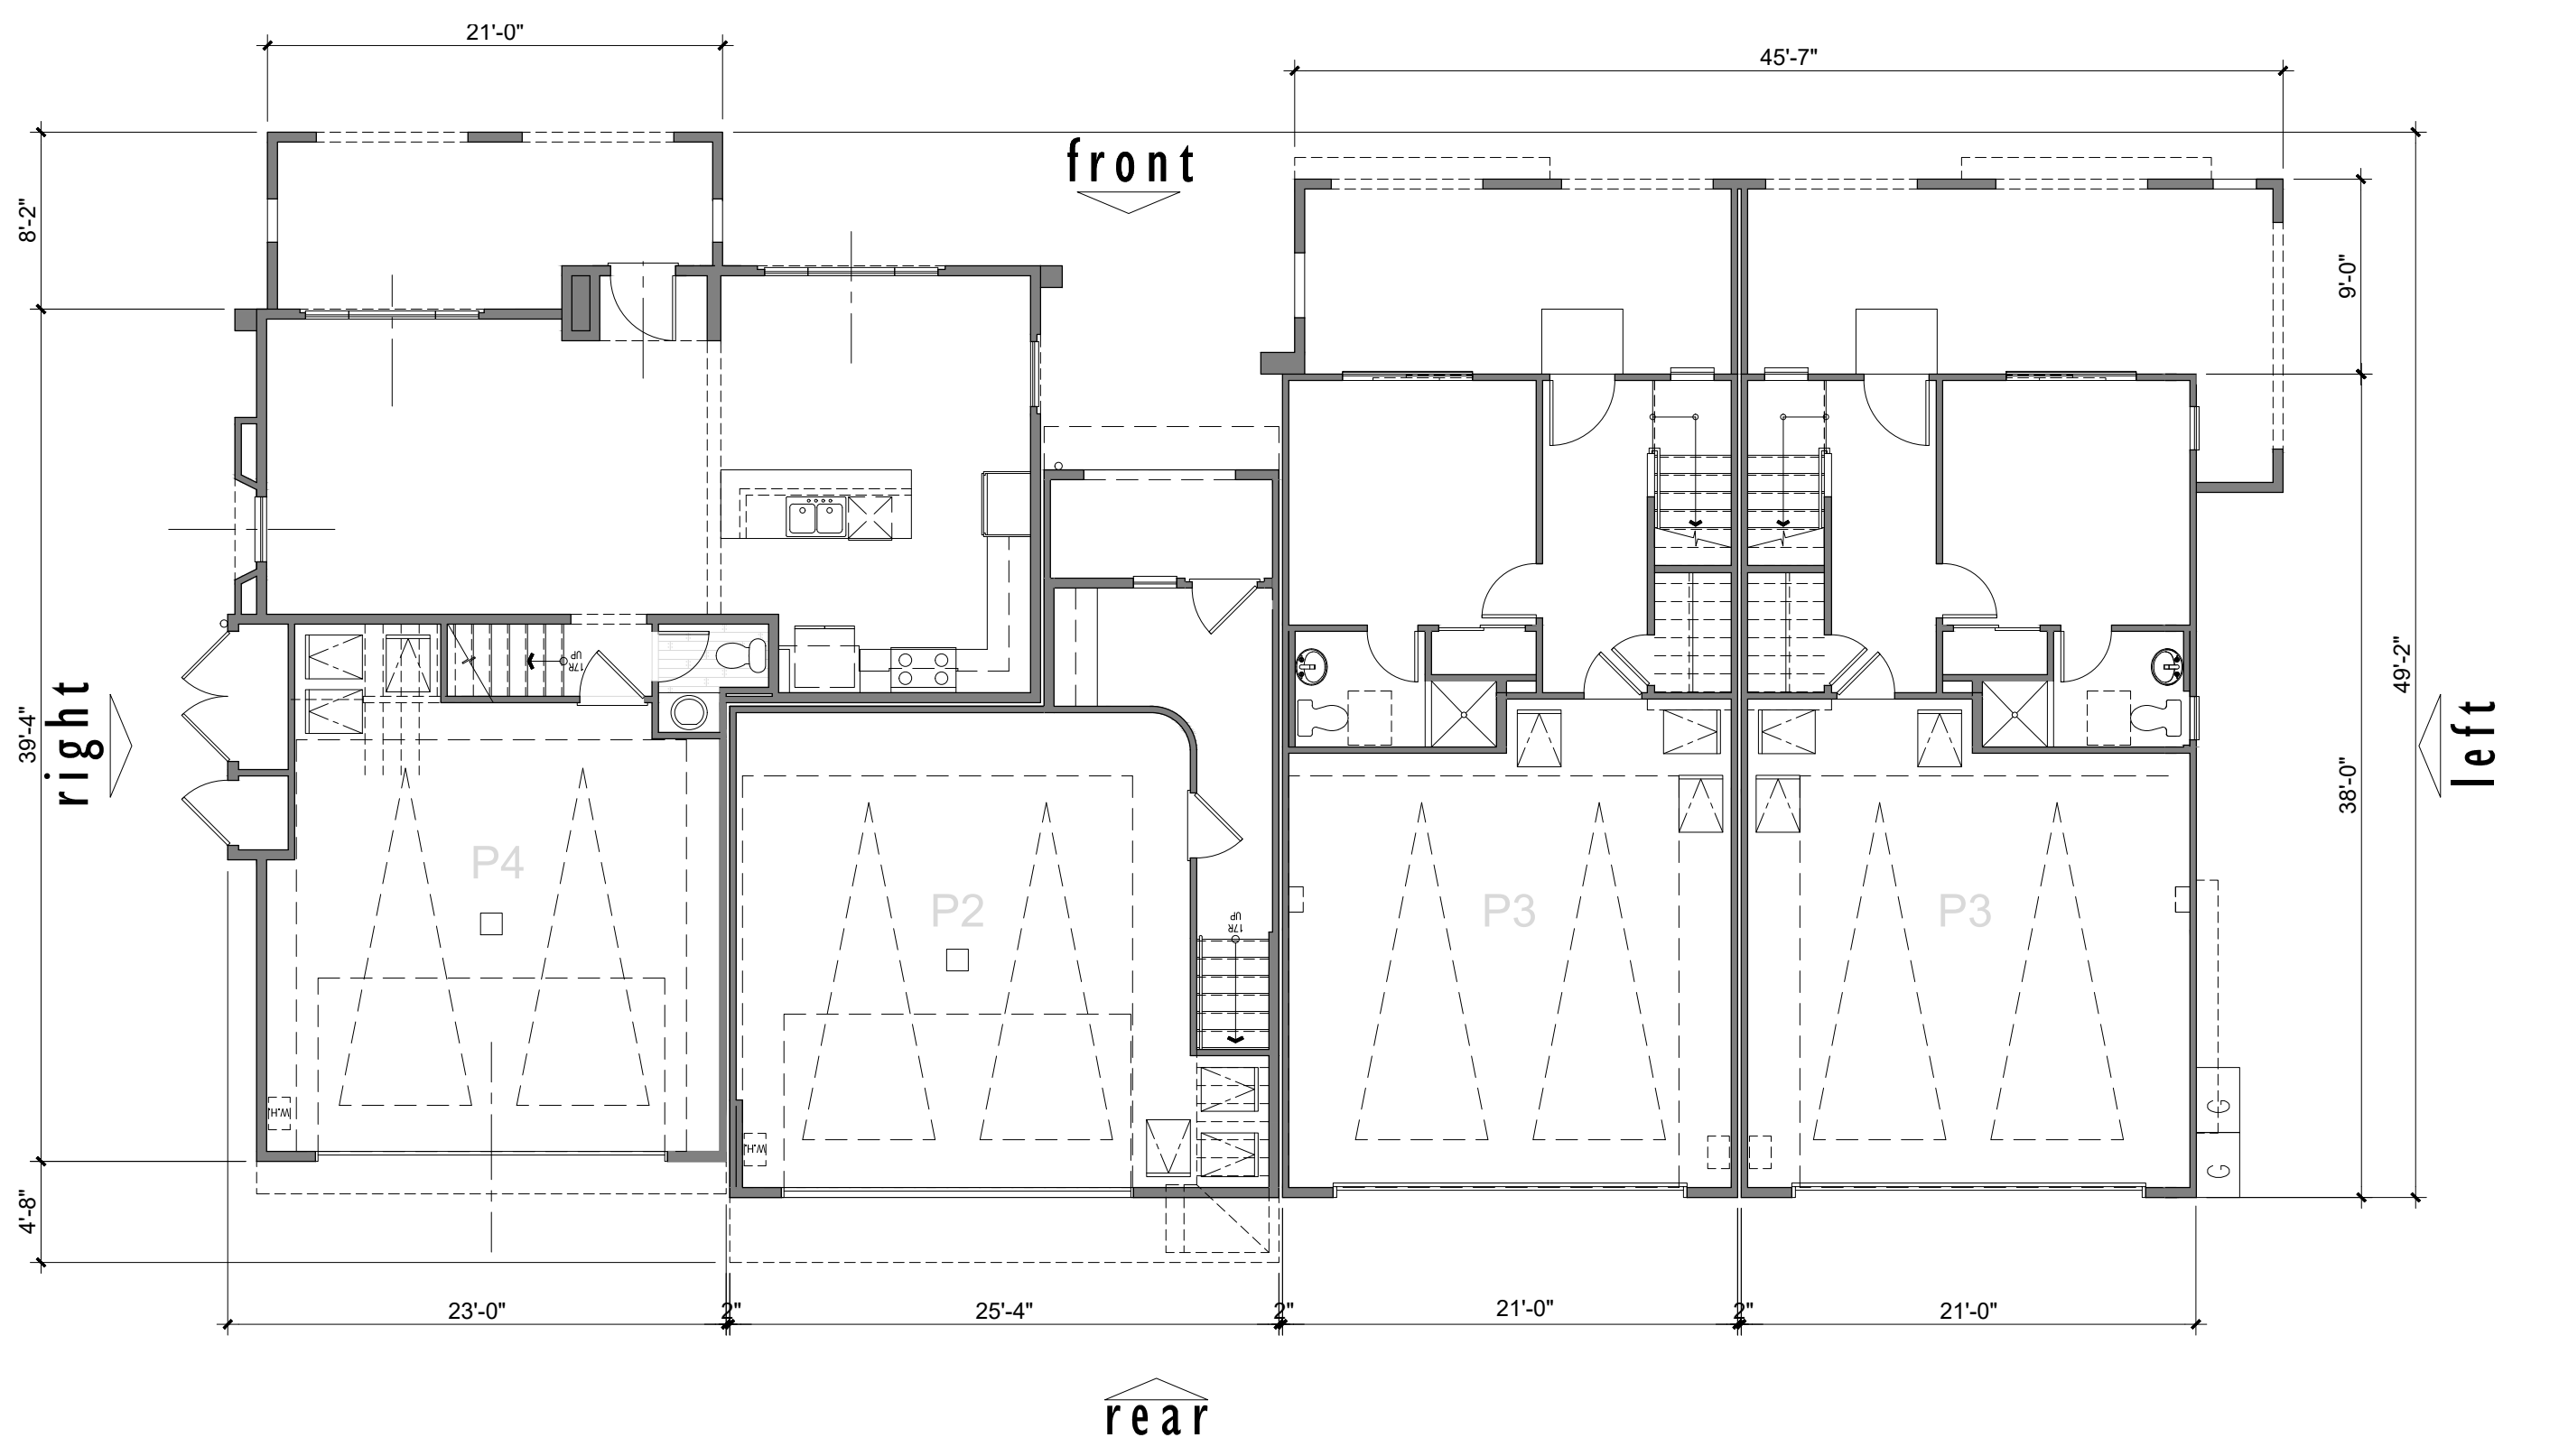 21'-0"
45'-7"
front
8'-2"
9'-0"
17R
UP
right
39'-4"
49'-2"
left
38'-0"
P4
P2
P3
P3
17R
UP
W.H.
W.H.
G
G
4'-8"
23'-0"
2"
25'-4"
2"
21'-0"
2"
21'-0"
rear